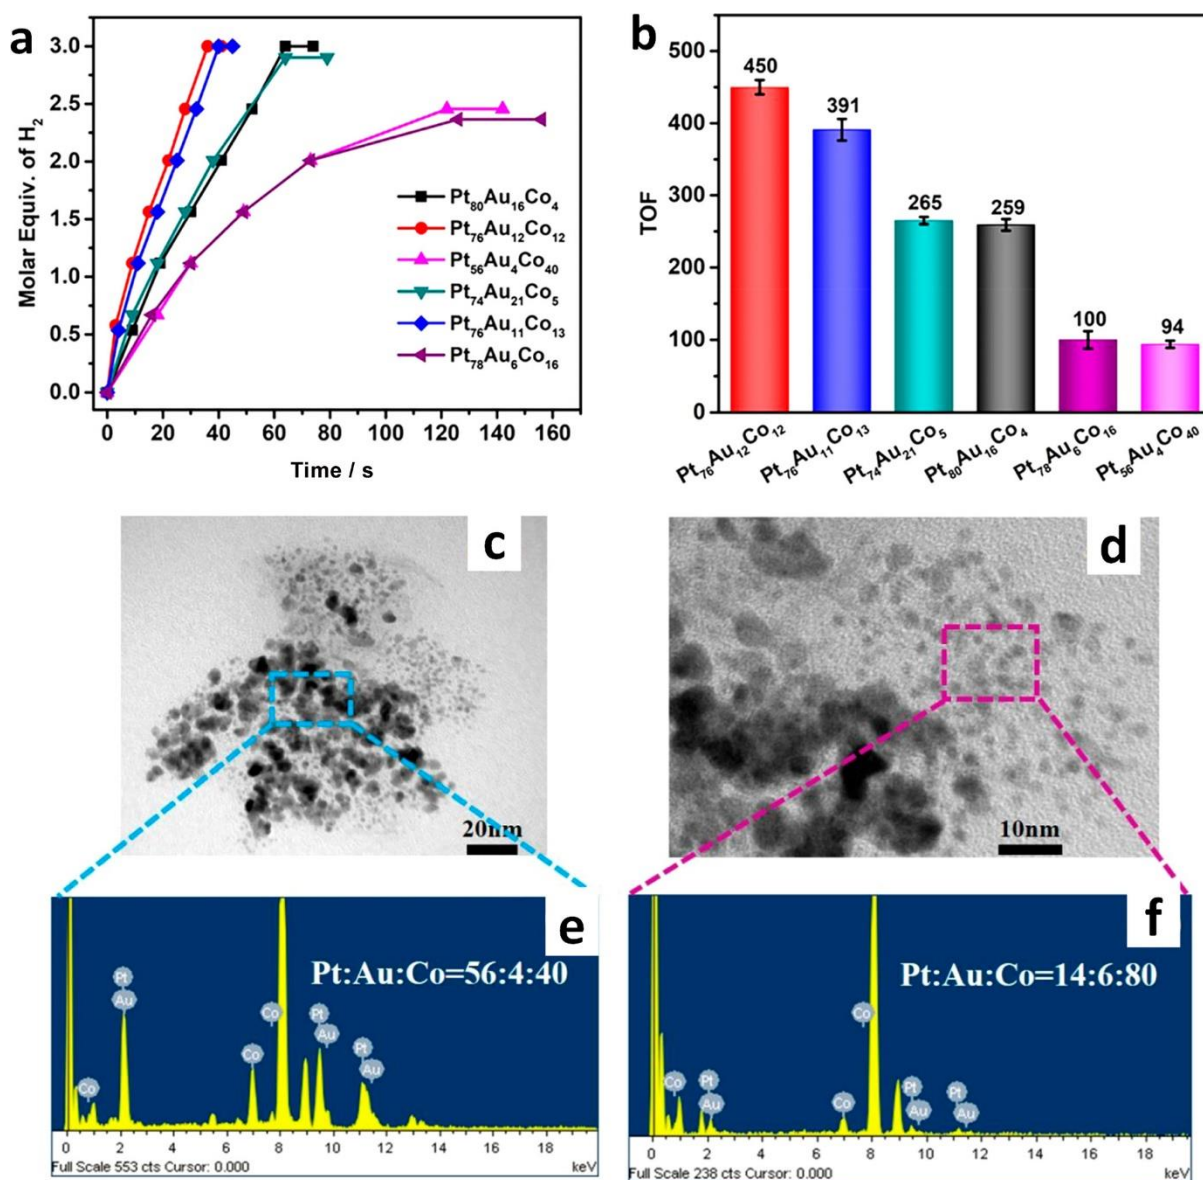 a
3.0
2.5
2.0
1.5
1.0
0.5
0.0
Molar Equiv. of H₂
0 20 40 60 80 100 120 140 160
Time / s
Pt₈₀Au₁₆Co₄
Pt₇₆Au₁₂Co₁₂
Pt₅₆Au₄Co₄₀
Pt₇₄Au₂₁Co₅
Pt₇₆Au₁₁Co₁₃
Pt₇₈Au₆Co₁₆
b
500
400
300
200
100
0
TOF
450
391
265
259
100
94
Pt₇₆Au₁₂Co₁₂
Pt₇₆Au₁₁Co₁₃
Pt₇₄Au₂₁Co₅
Pt₈₀Au₁₆Co₄
Pt₇₈Au₆Co₁₆
Pt₅₆Au₄Co₄₀
c
20nm
d
10nm
e
Pt:Au:Co=56:4:40
Co
Pt
Au
Co
Co
Pt
Au
Pt
Au
0 2 4 6 8 10 12 14 16 18
Full Scale 553 cts Cursor: 0.000
keV
f
Pt:Au:Co=14:6:80
Co
Pt
Au
Co
Co
Pt
Au
Pt
Au
0 2 4 6 8 10 12 14 16 18
Full Scale 238 cts Cursor: 0.000
keV